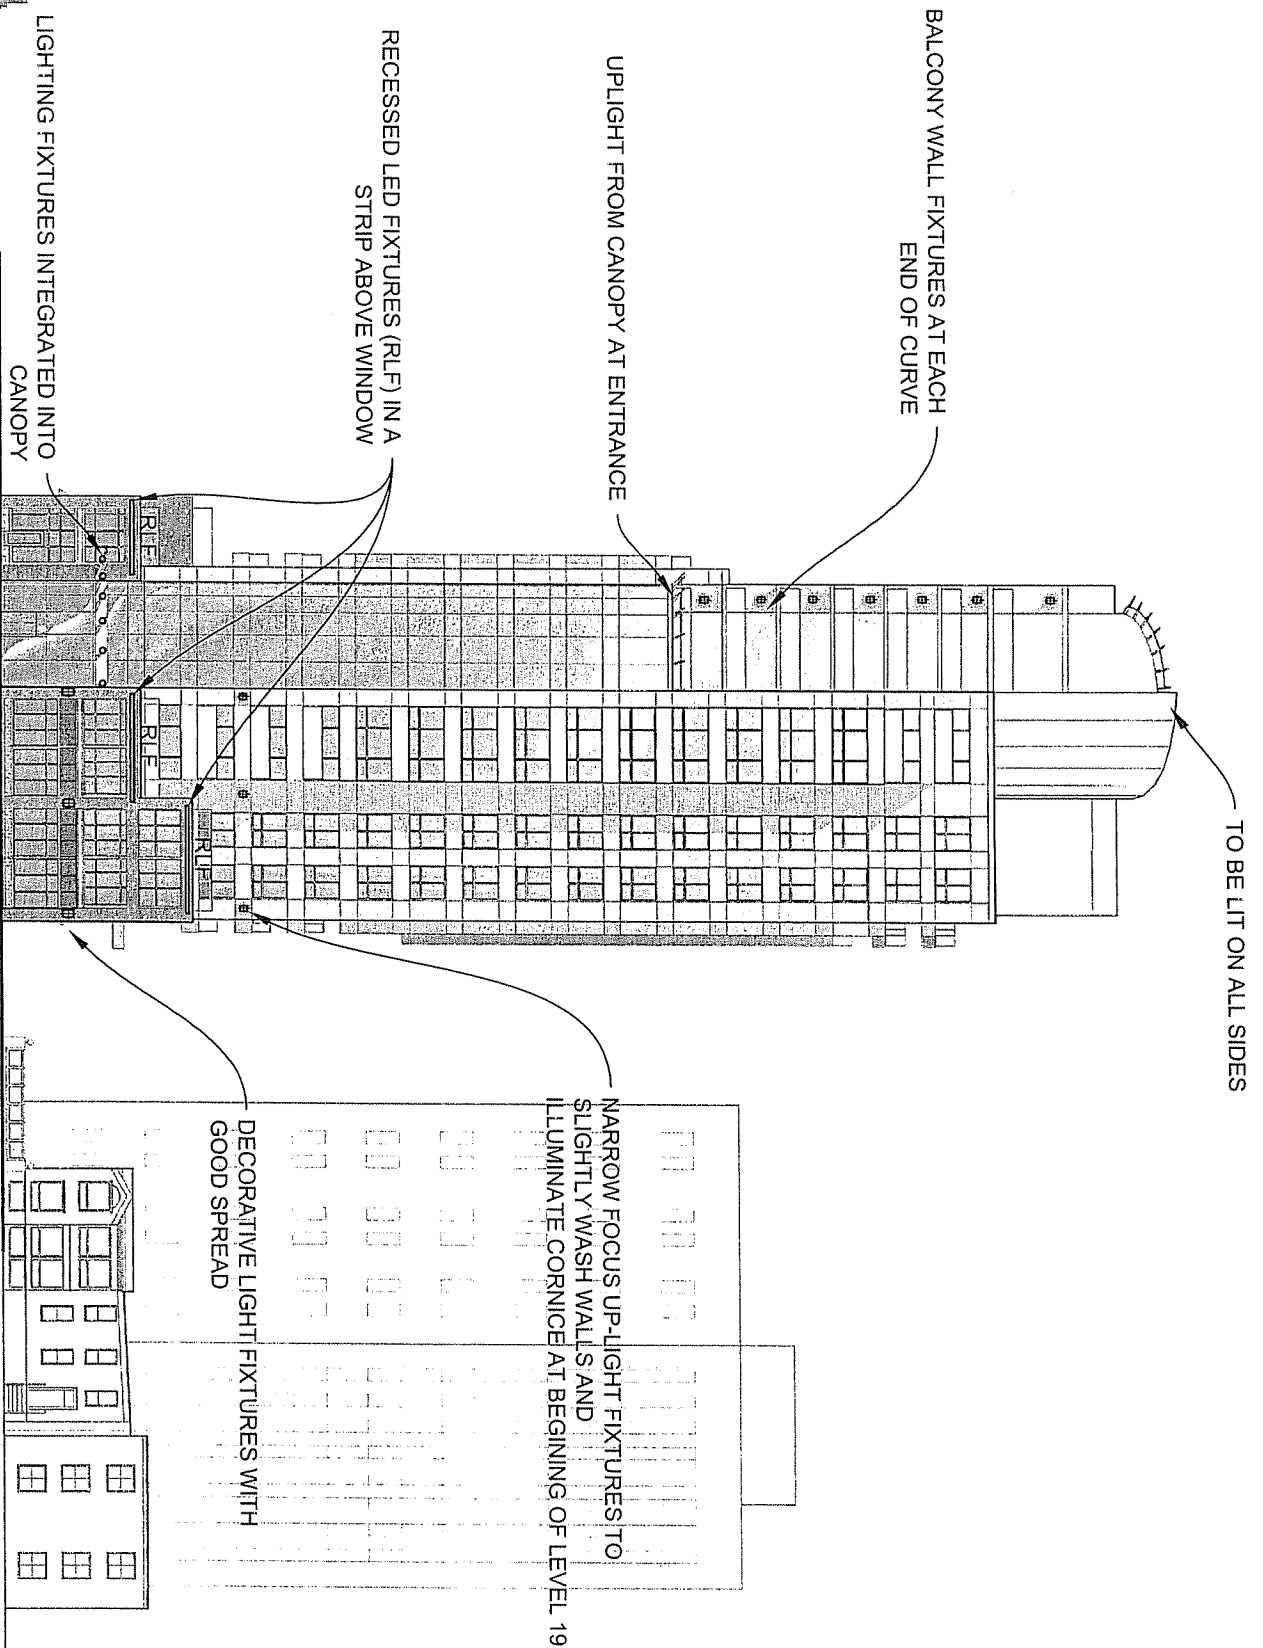 TO BE LIT ON ALL SIDES
BALCONY WALL FIXTURES AT EACH
END OF CURVE
UPLIGHT FROM CANOPY AT ENTRANCE
NARROW FOCUS UP-LIGHT FIXTURES TO
SLIGHTLY WASH WALLS AND
ILLUMINATE CORNICE AT BEGINING OF LEVEL 19
RECESSED LED FIXTURES (RLF) IN A
STRIP ABOVE WINDOW
DECORATIVE LIGHT FIXTURES WITH
GOOD SPREAD
RLF
RLF
RLF
LIGHTING FIXTURES INTEGRATED INTO
CANOPY